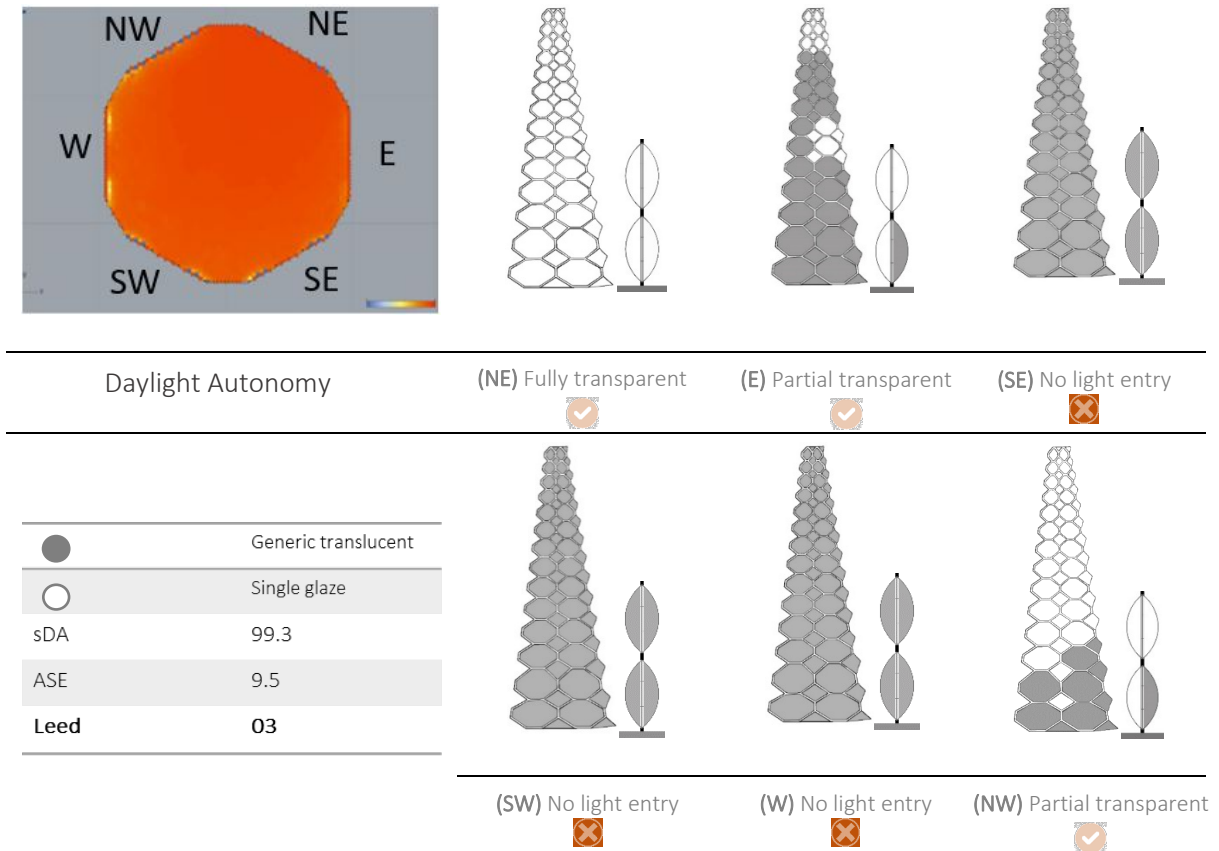 NW
NE
W
E
SW
SE
Daylight Autonomy
(NE) Fully transparent
(E) Partial transparent
(SE) No light entry
Generic translucent
Single glaze
sDA 99.3
ASE 9.5
Leed 03
(SW) No light entry
(W) No light entry
(NW) Partial transparent